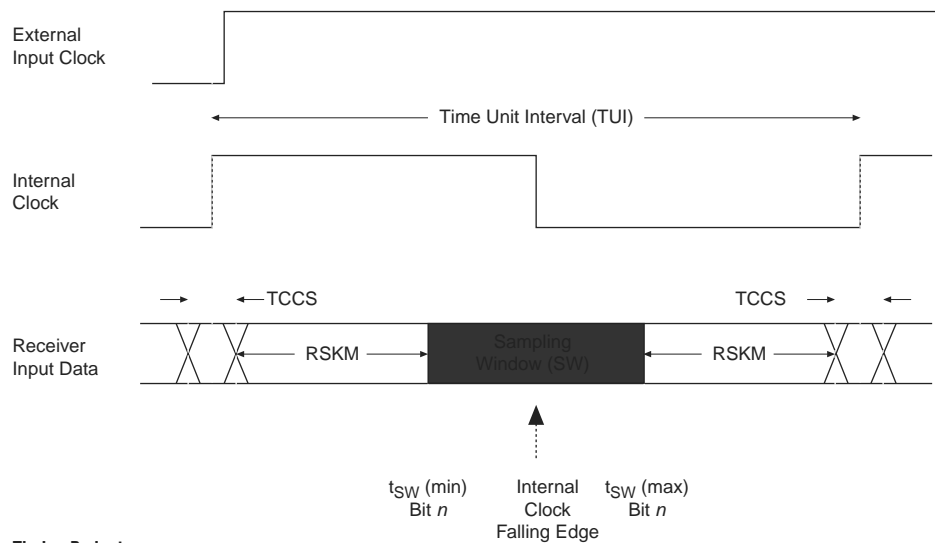 External
Input Clock
Time Unit Interval (TUI)
Internal
Clock
TCCS
TCCS
Receiver
Input Data
RSKM
Sampling
Window (SW)
RSKM
tSW (min)
Bit n
Internal
Clock
Falling Edge
tSW (max)
Bit n